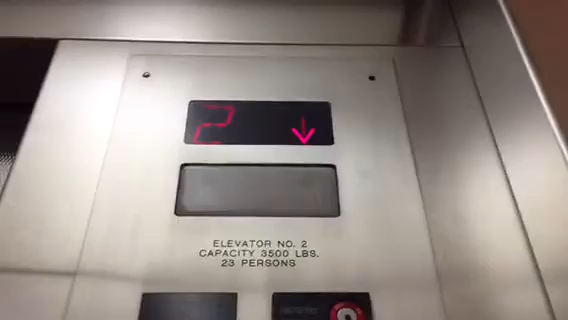 2 ↓
ELEVATOR NO. 2
CAPACITY 3500 LBS.
23 PERSONS